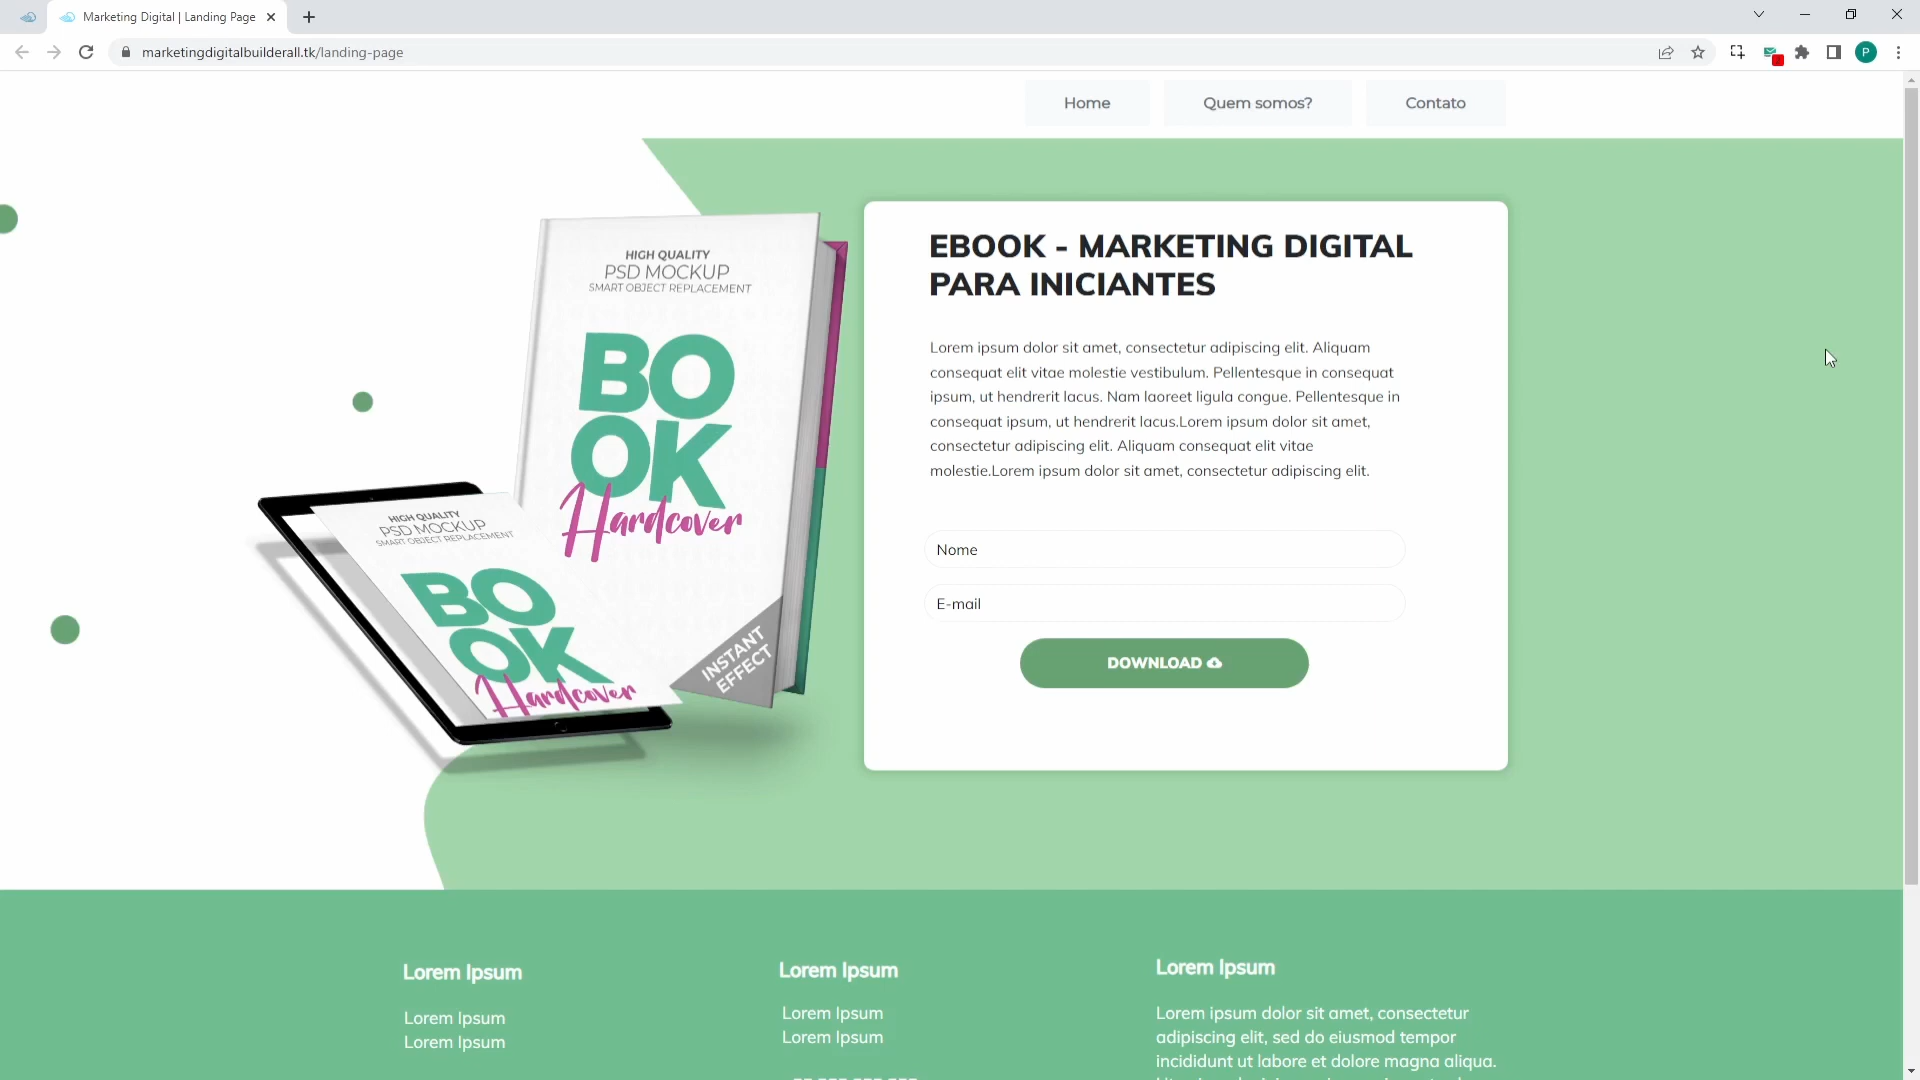 Marketing Digital | Landing Page
marketingdigitalbuilderall.tk/landing-page
P
Home
Quem somos?
Contato
HIGH QUALITY
PSD MOCKUP
SMART OBJECT REPLACEMENT
BO
OK
Hardcover
INSTANT
EFFECT
HIGH QUALITY
PSD MOCKUP
SMART OBJECT REPLACEMENT
BO
OK
Hardcover
EBOOK - MARKETING DIGITAL
PARA INICIANTES
Lorem ipsum dolor sit amet, consectetur adipiscing elit. Aliquam
consequat elit vitae molestie vestibulum. Pellentesque in consequat
ipsum, ut hendrerit lacus. Nam laoreet ligula congue. Pellentesque in
consequat ipsum, ut hendrerit lacus.Lorem ipsum dolor sit amet,
consectetur adipiscing elit. Aliquam consequat elit vitae
molestie.Lorem ipsum dolor sit amet, consectetur adipiscing elit.
Nome
E-mail
DOWNLOAD
Lorem Ipsum
Lorem Ipsum
Lorem Ipsum
Lorem Ipsum
Lorem Ipsum
Lorem Ipsum
Lorem Ipsum
Lorem ipsum dolor sit amet, consectetur
adipiscing elit, sed do eiusmod tempor
incididunt ut labore et dolore magna aliqua.